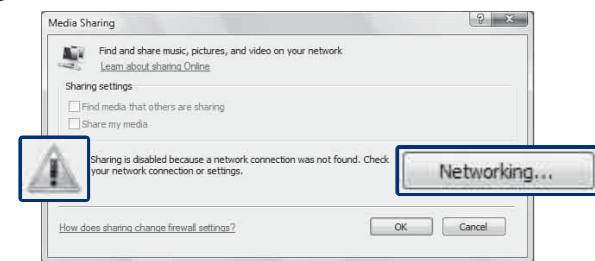 Media Sharing
Find and share music, pictures, and video on your network
Learn about sharing Online
Sharing settings
Find media that others are sharing
Share my media
Sharing is disabled because a network connection was not found. Check
your network connection or settings.
Networking...
How does sharing change firewall settings?
OK
Cancel